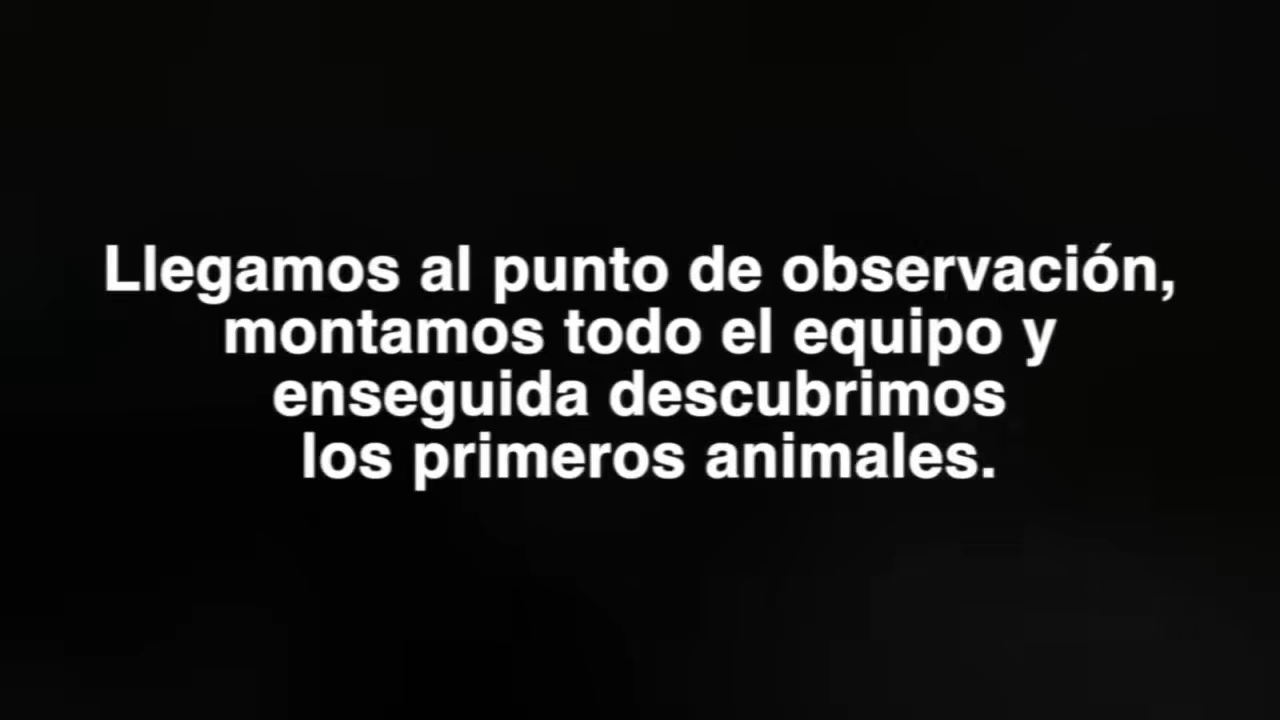 Llegamos al punto de observación,
montamos todo el equipo y
enseguida descubrimos
los primeros animales.